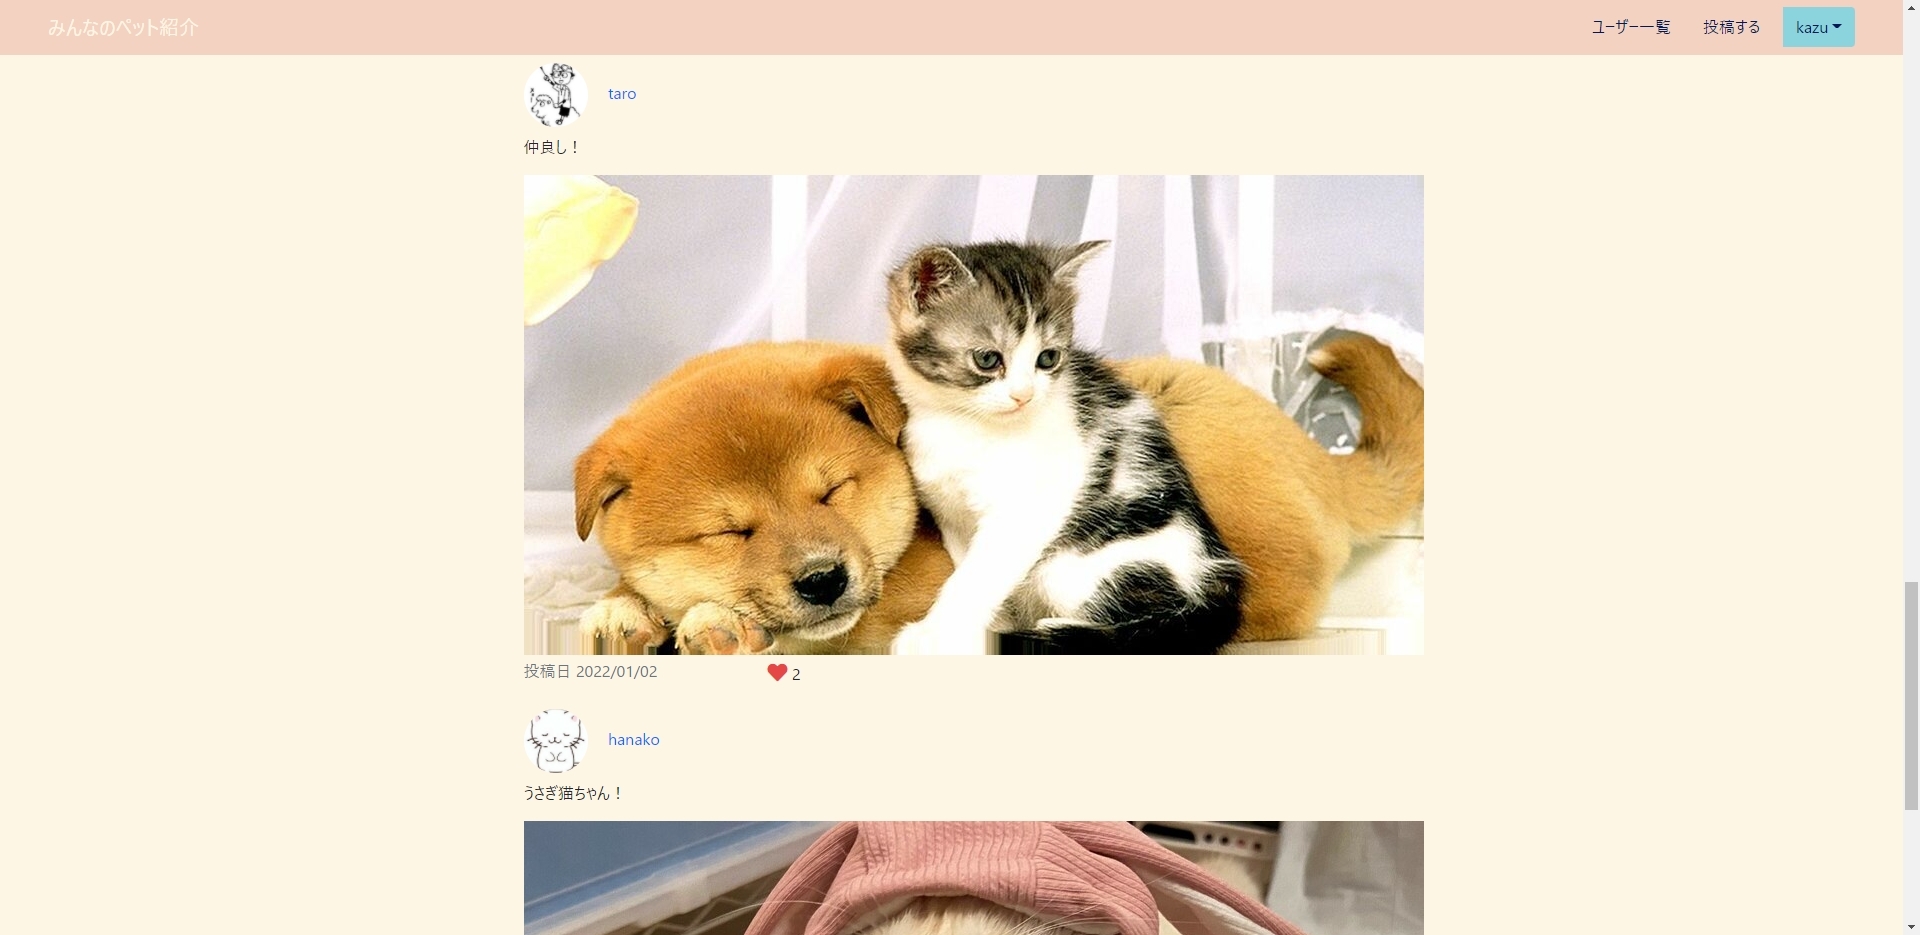 みんなのペット紹介
ユーザー一覧 投稿する kazu
taro
仲良し！
投稿日 2022/01/02 2
hanako
うさぎ猫ちゃん！